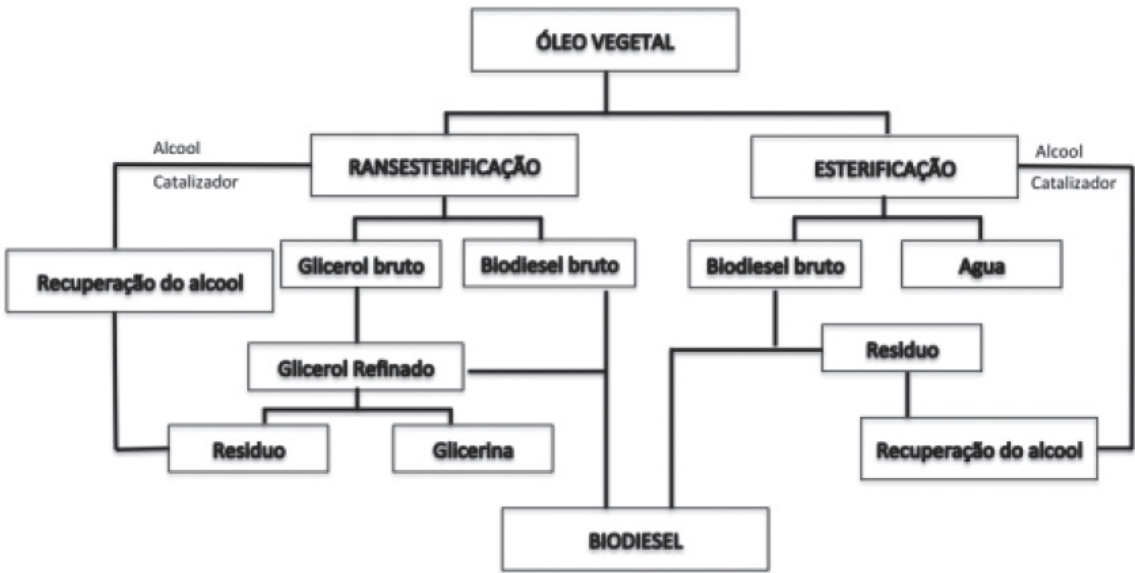 ÓLEO VEGETAL
Alcool
Catalizador
RANSESTERIFICAÇÃO
ESTERIFICAÇÃO
Alcool
Catalizador
Recuperação do alcool
Glicerol bruto
Biodiesel bruto
Biodiesel bruto
Agua
Glicerol Refinado
Residuo
Residuo
Glicerina
Recuperação do alcool
BIODIESEL